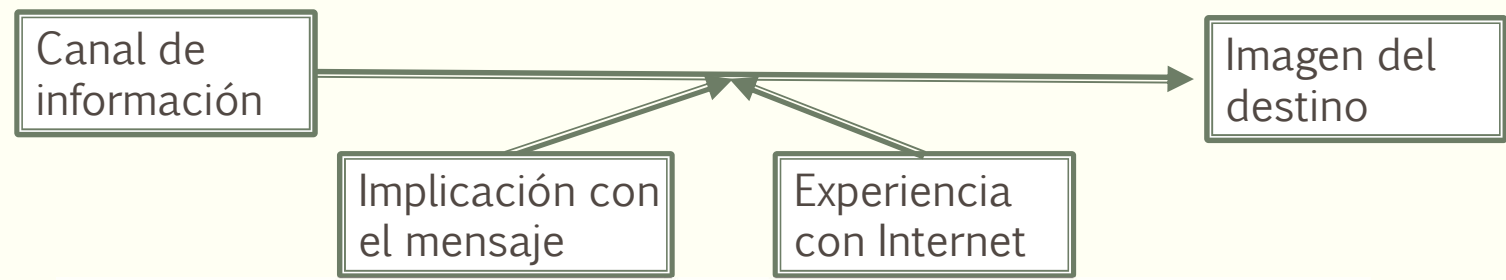 Canal de
información
Imagen del
destino
Implicación con
el mensaje
Experiencia
con Internet